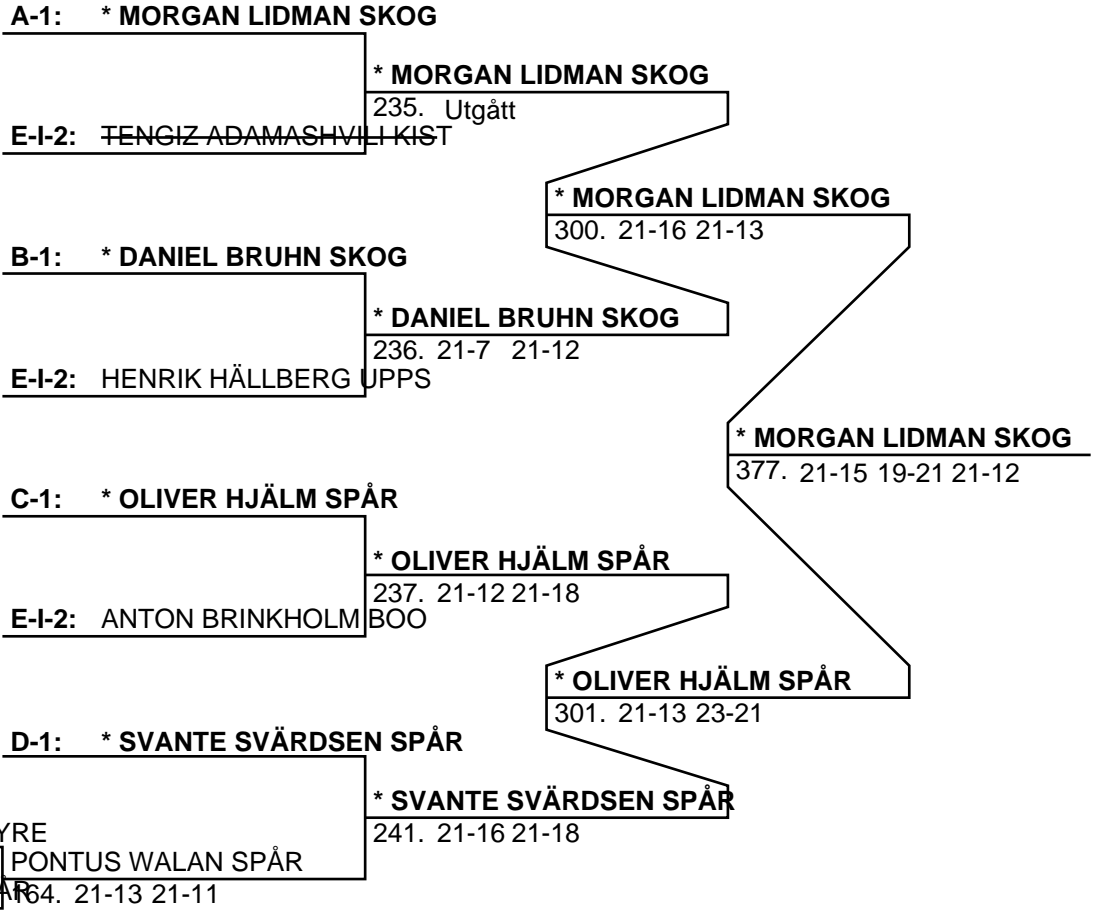 A-1: * MORGAN LIDMAN SKOG
* MORGAN LIDMAN SKOG
235. Utgått
E-I-2: TENGIZ ADAMASHVILI KIST
* MORGAN LIDMAN SKOG
300. 21-16 21-13
B-1: * DANIEL BRUHN SKOG
* DANIEL BRUHN SKOG
236. 21-7 21-12
E-I-2: HENRIK HÄLLBERG UPPS
* MORGAN LIDMAN SKOG
377. 21-15 19-21 21-12
C-1: * OLIVER HJÄLM SPÅR
* OLIVER HJÄLM SPÅR
237. 21-12 21-18
E-I-2: ANTON BRINKHOLM BOO
* OLIVER HJÄLM SPÅR
301. 21-13 23-21
D-1: * SVANTE SVÄRDSEN SPÅR
* SVANTE SVÄRDSEN SPÅR
241. 21-16 21-18
YRE
PONTUS WALAN SPÅR
ÅR 164. 21-13 21-11